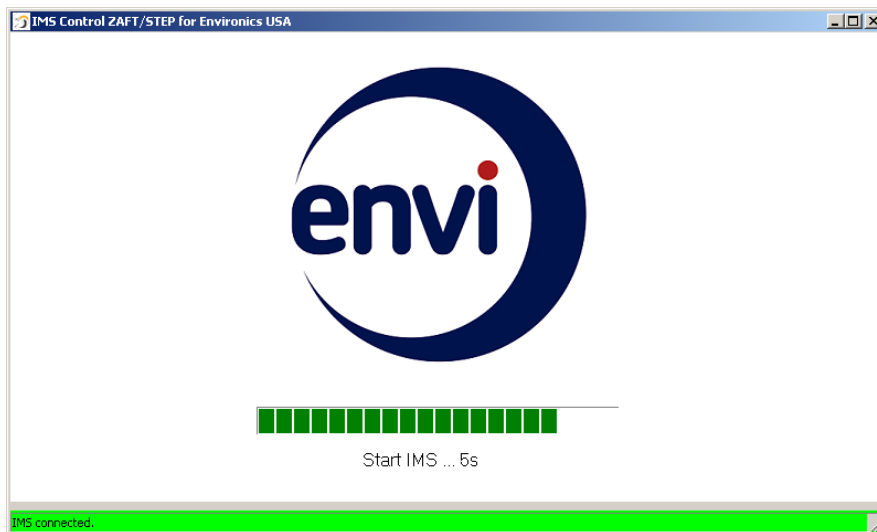 IMS Control ZAFT/STEP for Environics USA
envi
Start IMS ... 5s
IMS connected.